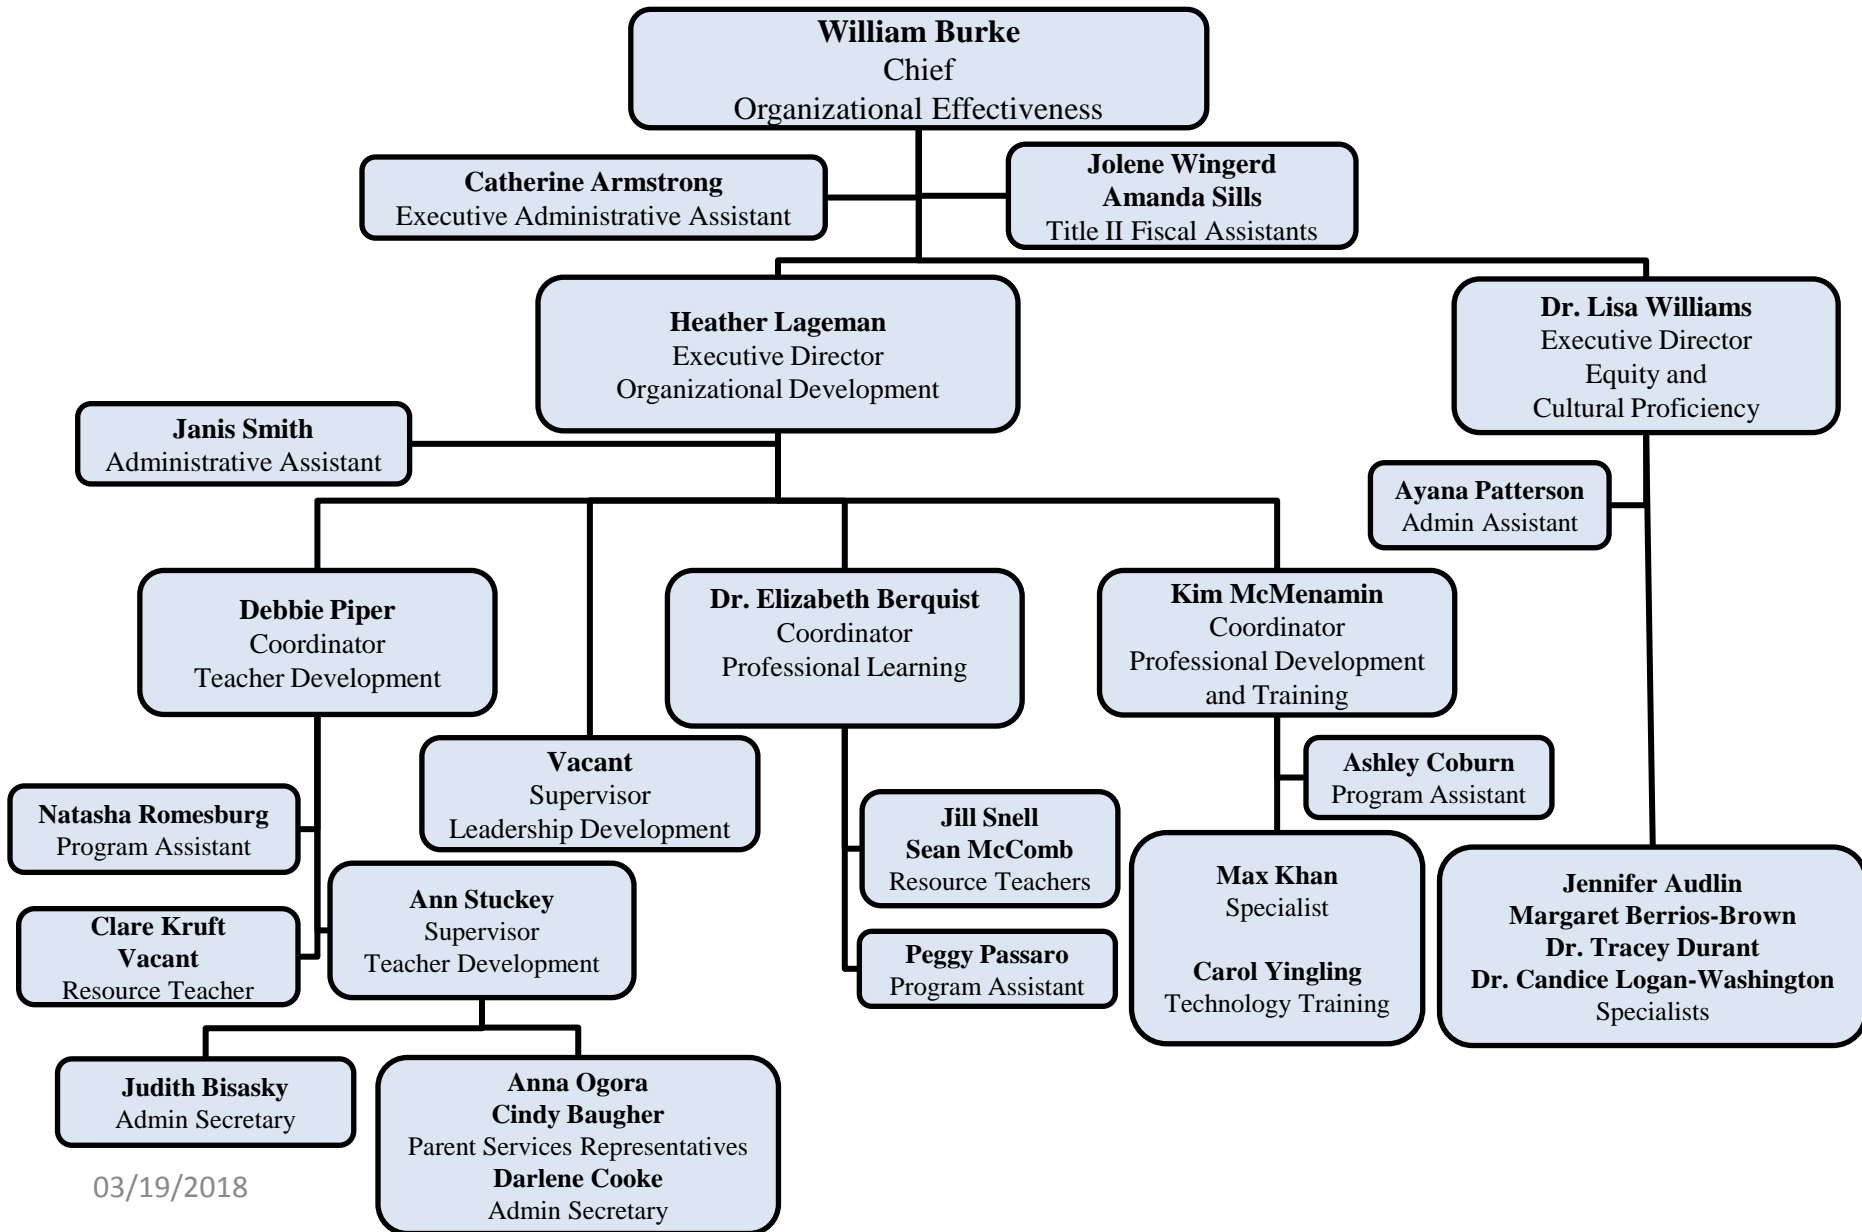 William Burke
Chief
Organizational Effectiveness
Catherine Armstrong
Executive Administrative Assistant
Jolene Wingerd
Amanda Sills
Title II Fiscal Assistants
Heather Lageman
Executive Director
Organizational Development
Dr. Lisa Williams
Executive Director
Equity and
Cultural Proficiency
Janis Smith
Administrative Assistant
Ayana Patterson
Admin Assistant
Debbie Piper
Coordinator
Teacher Development
Dr. Elizabeth Berquist
Coordinator
Professional Learning
Kim McMenamin
Coordinator
Professional Development
and Training
Vacant
Supervisor
Leadership Development
Ashley Coburn
Program Assistant
Natasha Romesburg
Program Assistant
Jill Snell
Sean McComb
Resource Teachers
Max Khan
Specialist
Carol Yingling
Technology Training
Jennifer Audlin
Margaret Berrios-Brown
Dr. Tracey Durant
Dr. Candice Logan-Washington
Specialists
Ann Stuckey
Supervisor
Teacher Development
Clare Kruft
Vacant
Resource Teacher
Peggy Passaro
Program Assistant
Judith Bisasky
Admin Secretary
Anna Ogora
Cindy Baugher
Parent Services Representatives
Darlene Cooke
Admin Secretary
03/19/2018